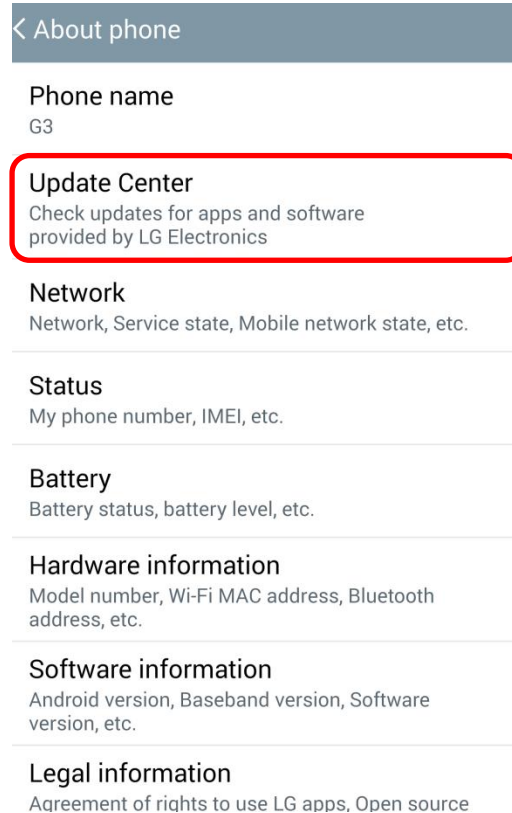 < About phone
Phone name
G3
Update Center
Check updates for apps and software
provided by LG Electronics
Network
Network, Service state, Mobile network state, etc.
Status
My phone number, IMEI, etc.
Battery
Battery status, battery level, etc.
Hardware information
Model number, Wi-Fi MAC address, Bluetooth
address, etc.
Software information
Android version, Baseband version, Software
version, etc.
Legal information
Agreement of rights to use LG apps, Open source